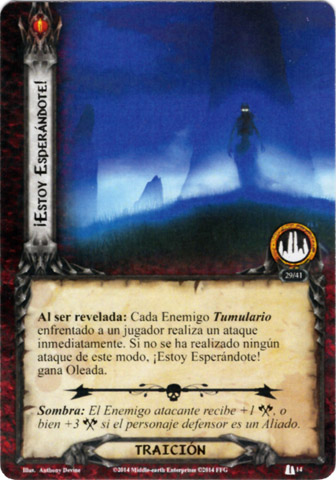 ¡Estoy Esperándote!
29/41
Al ser revelada: Cada Enemigo Tumulario
enfrentado a un jugador realiza un ataque
inmediatamente. Si no se ha realizado ningún
ataque de este modo, ¡Estoy Esperándote!
gana Oleada.
Sombra: El Enemigo atacante recibe +1, o
bien +3 si el personaje defensor es un Aliado.
TRAICIÓN
Illus. Anthony Devine
©2014 Middle-earth Enterprises ©2014 FFG
14